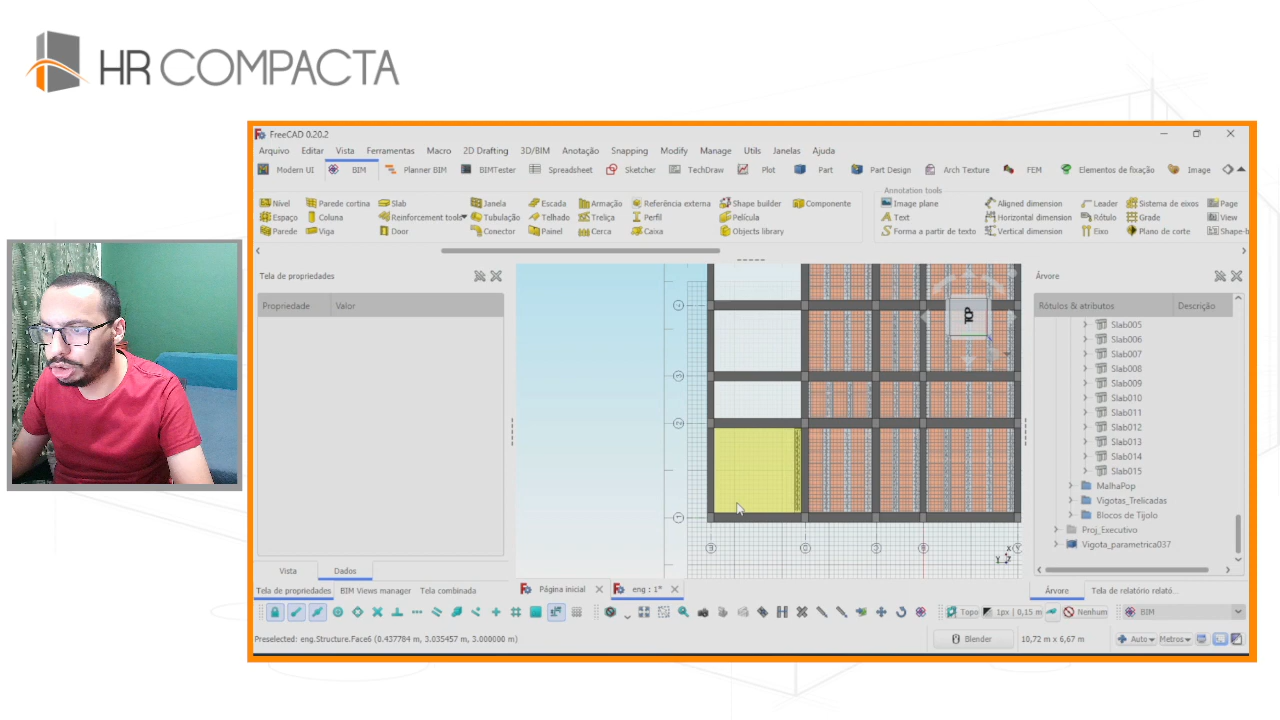 HR COMPACTA
FreeCAD 0.20.2
Arquivo Editar Vista Ferramentas Macro 2D Drafting 3D/BIM Anotação Snapping Modify Manage Utils Janelas Ajuda
Modern UI BIM Planner BIM BIMTester Spreadsheet Sketcher TechDraw Plot Part Part Design Arch Texture FEM Elementos de fixação Image
Annotation tools
Nível Parede cortina Slab Janela Escada Armação Referência externa Shape builder Componente Image plane Aligned dimension Leader Sistema de eixos Page
Espaço Coluna Reinforcement tools Tubulação Telhado Treliça Perfil Película Text Horizontal dimension Rótulo Grade View
Parede Viga Door Conector Painel Cerca Caixa Objects library Forma a partir de texto Vertical dimension Eixo Plano de corte Shape-b
Tela de propriedades
Árvore
Propriedade Valor
Rótulos & atributos Descrição
TOP
Slab005
Slab006
Slab007
Slab008
Slab009
Slab010
Slab011
Slab012
Slab013
Slab014
Slab015
MalhaPop
Vigotas_Trelicadas
Blocos de Tijolo
Proj_Executivo
Vigota_parametrica037
Vista Dados
Tela de propriedades BIM Views manager Tela combinada
Página inicial eng : 1*
Árvore Tela de relatório relató...
Topo 1px | 0,15 m Nenhum BIM
Preselected: eng.Structure.Face6 (0.437784 m, 3.035457 m, 3.000000 m)
Blender 10,72 m x 6,67 m Auto Metros